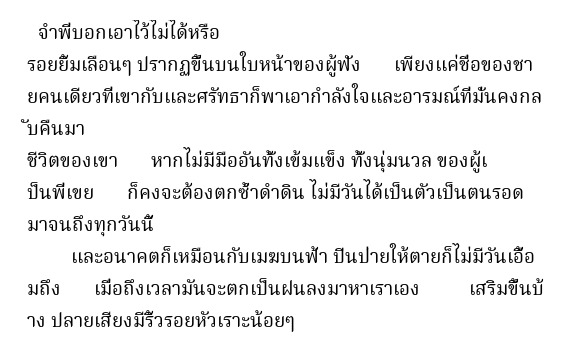 จำพี่บอกเอาไว้ไม่ได้หรือ
รอยยิ้มเลือนๆ ปรากฏขึ้นบนใบหน้าของผู้ฟัง เพียงแค่ชื่อของชา
ยคนเดียวที่เขากับและศรัทธาก็พาเอากำลังใจและอารมณ์ที่มั่นคงกล
ับคืนมา
ชีวิตของเขา หากไม่มีมืออันทั้งเข้มแข็ง ทั้งนุ่มนวล ของผู้เ
ป็นพี่เขย ก็คงจะต้องตกซ้ำดำดิน ไม่มีวันได้เป็นตัวเป็นตนรอด
มาจนถึงทุกวันนี้
และอนาคตก็เหมือนกับเมฆบนฟ้า ปีนป่ายให้ตายก็ไม่มีวันเอื้อ
มถึง เมื่อถึงเวลามันจะตกเป็นฝนลงมาหาเราเอง เสริมขึ้นบ้
าง ปลายเสียงมีริ้วรอยหัวเราะน้อยๆ